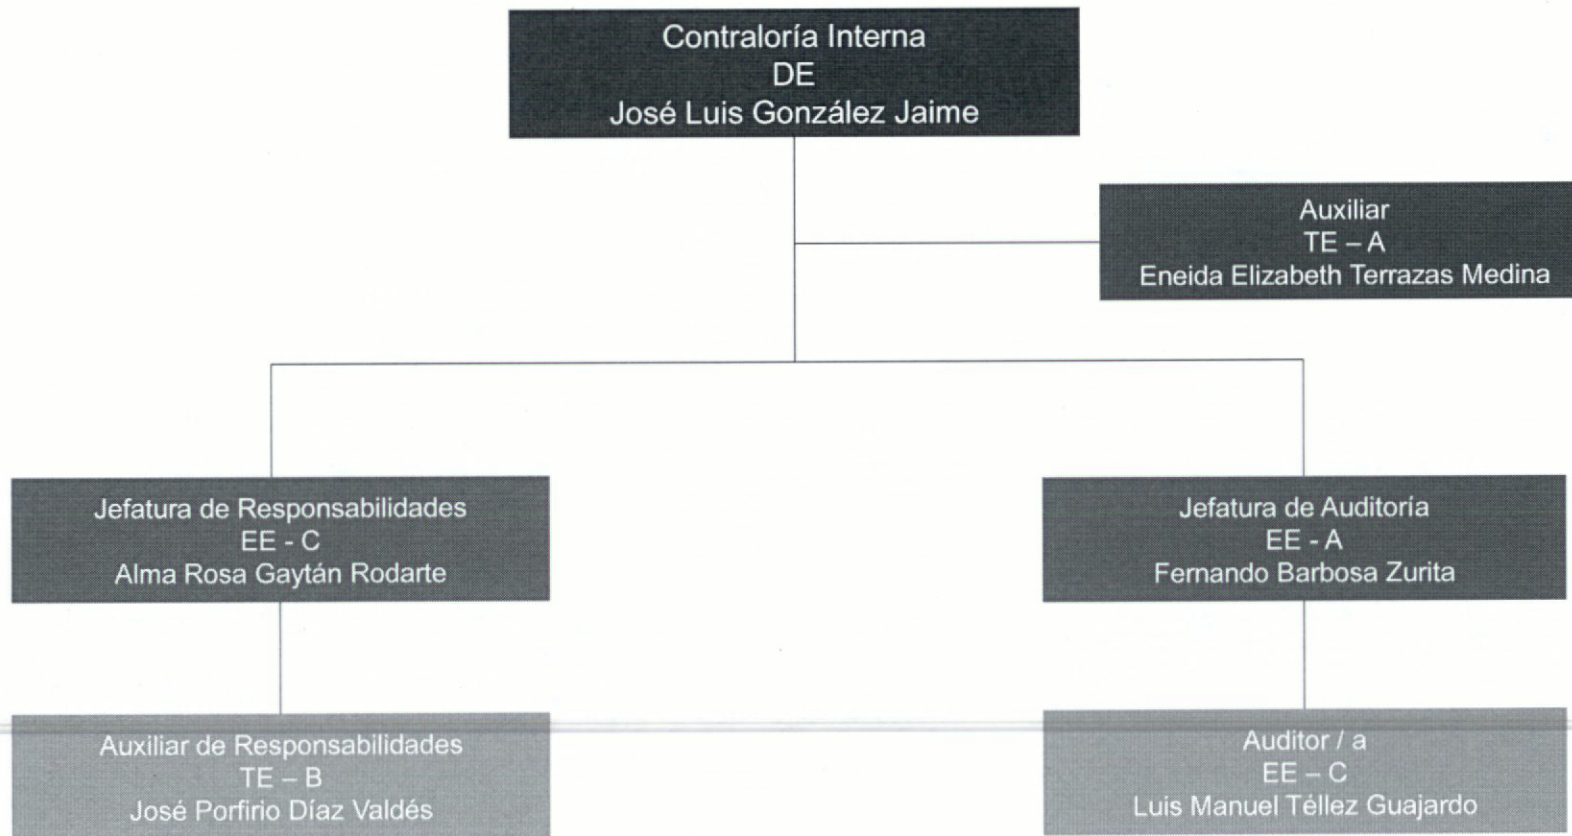 Contraloría Interna
DE
José Luis González Jaime
Auxiliar
TE – A
Eneida Elizabeth Terrazas Medina
Jefatura de Responsabilidades
EE - C
Alma Rosa Gaytán Rodarte
Jefatura de Auditoría
EE - A
Fernando Barbosa Zurita
Auxiliar de Responsabilidades
TE – B
José Porfirio Díaz Valdés
Auditor / a
EE – C
Luis Manuel Téllez Guajardo